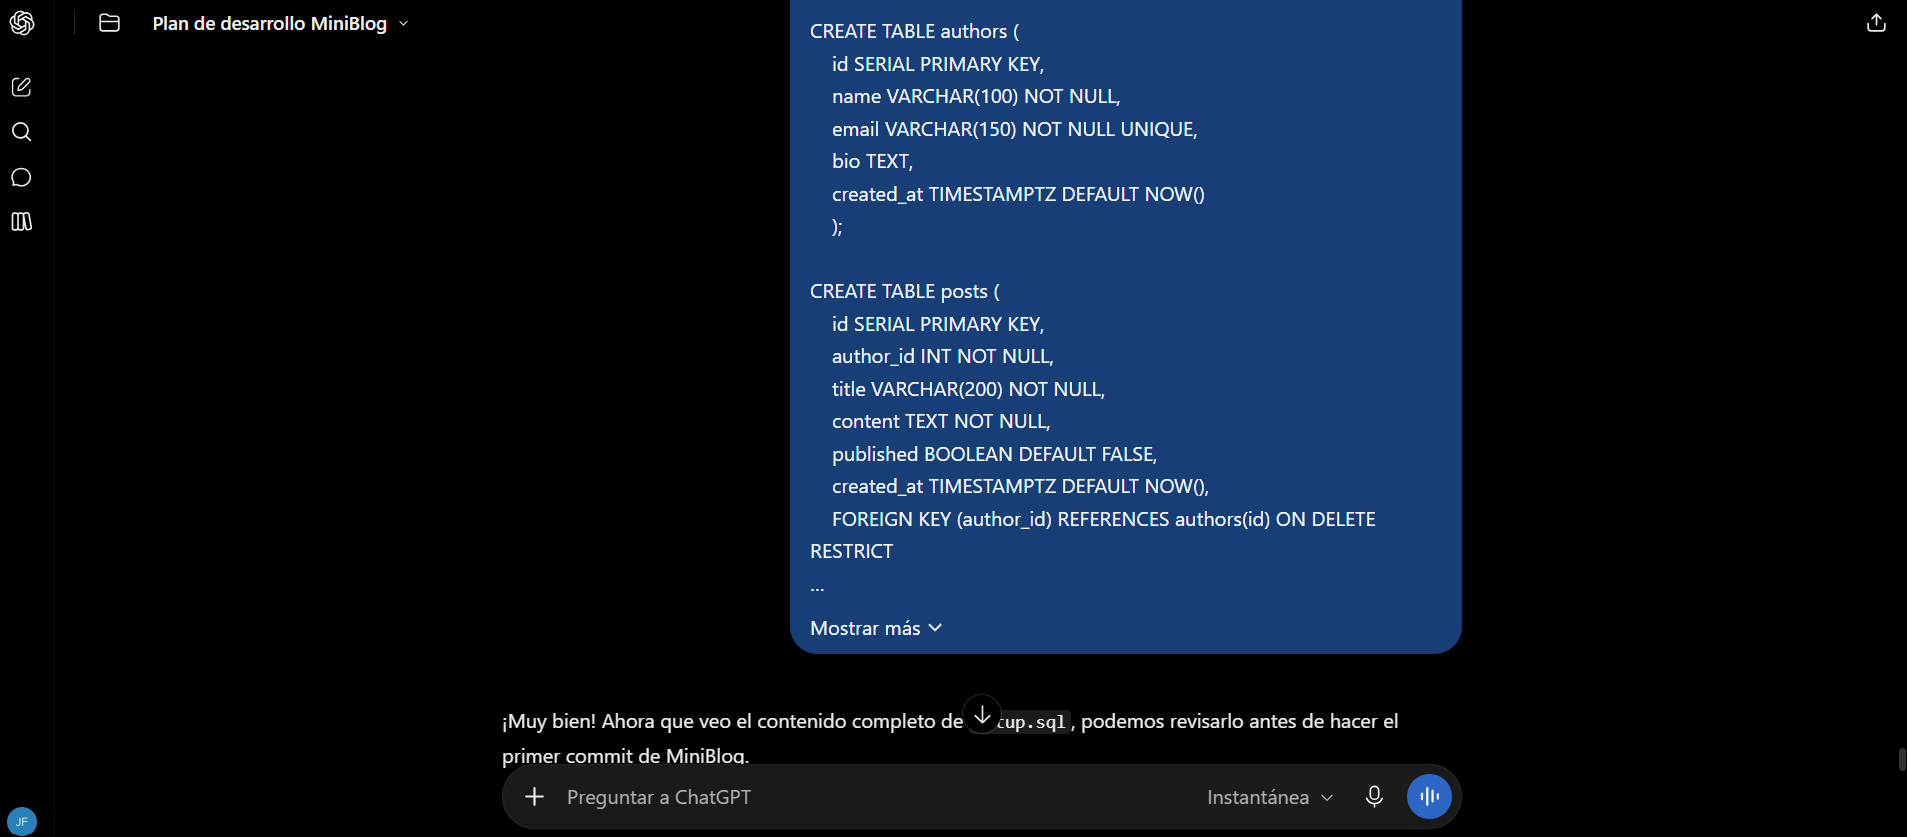 Plan de desarrollo MiniBlog
CREATE TABLE authors (
id SERIAL PRIMARY KEY,
name VARCHAR(100) NOT NULL,
email VARCHAR(150) NOT NULL UNIQUE,
bio TEXT,
created_at TIMESTAMPTZ DEFAULT NOW()
);
CREATE TABLE posts (
id SERIAL PRIMARY KEY,
author_id INT NOT NULL,
title VARCHAR(200) NOT NULL,
content TEXT NOT NULL,
published BOOLEAN DEFAULT FALSE,
created_at TIMESTAMPTZ DEFAULT NOW(),
FOREIGN KEY (author_id) REFERENCES authors(id) ON DELETE
RESTRICT
...
Mostrar más
¡Muy bien! Ahora que veo el contenido completo de tup.sql, podemos revisarlo antes de hacer el
primer commit de MiniBlog.
Preguntar a ChatGPT
Instantánea
JF